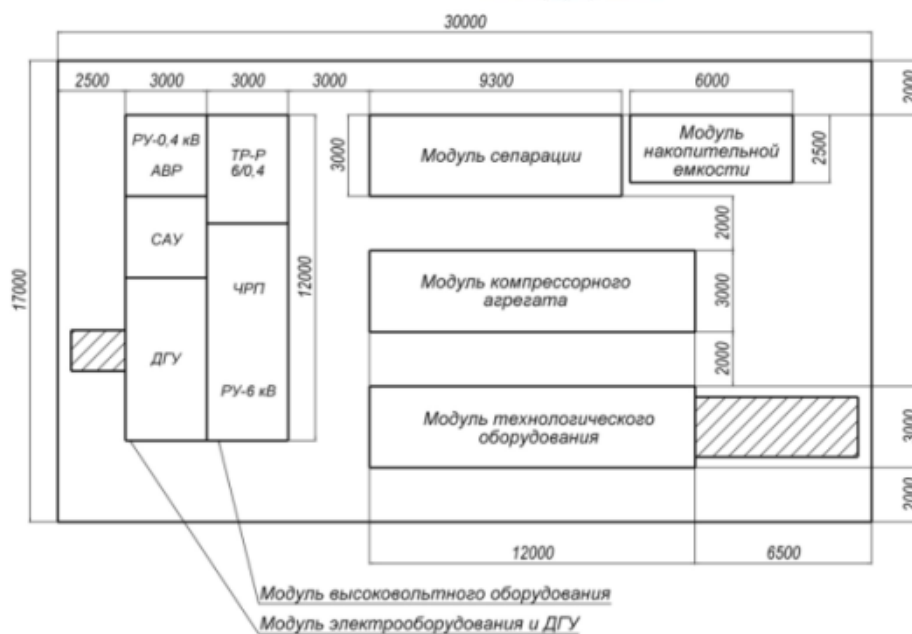 30000
2500
3000
3000
3000
9300
6000
2000
РУ-0,4 кВ
АВР
ТР-Р
6/0,4
3000
Модуль сепарации
Модуль
накопительной
емкости
2500
САУ
2000
17000
ЧРП
12000
Модуль компрессорного
агрегата
3000
ДГУ
2000
РУ-6 кВ
Модуль технологического
оборудования
3000
2000
12000
6500
Модуль высоковольтного оборудования
Модуль электрооборудования и ДГУ